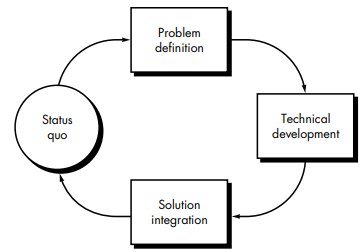 Problem
definition
Status
quo
Technical
development
Solution
integration